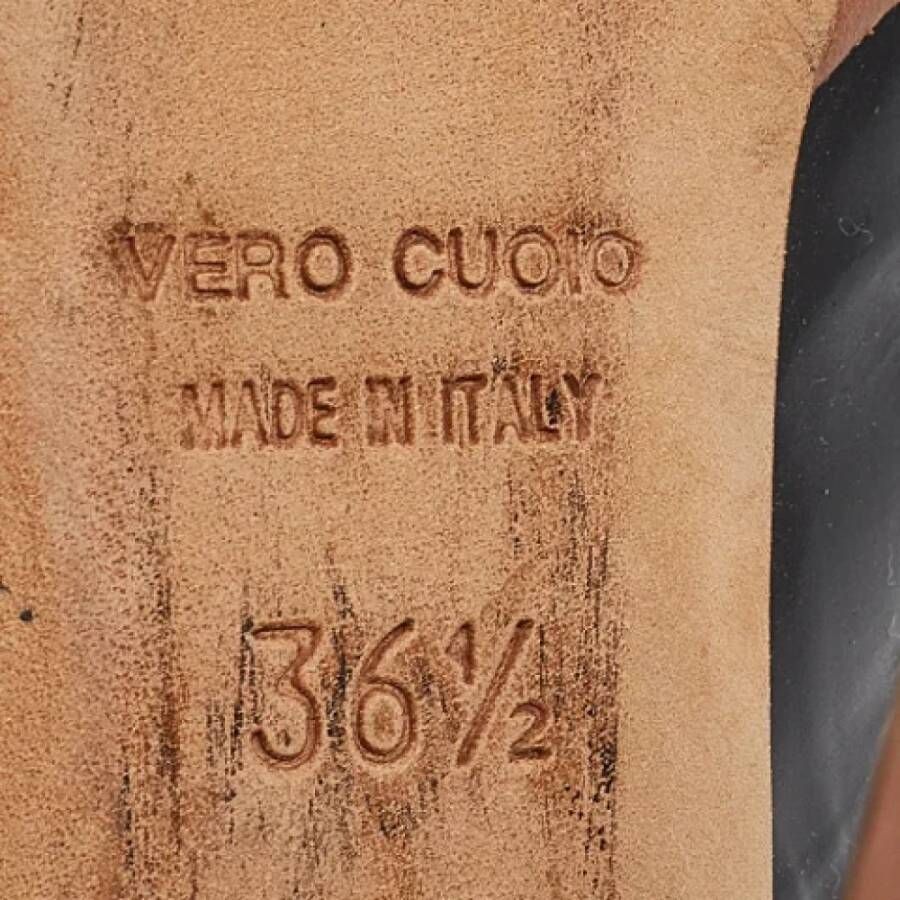 VERO CUOIO
MADE IN ITALY
36½